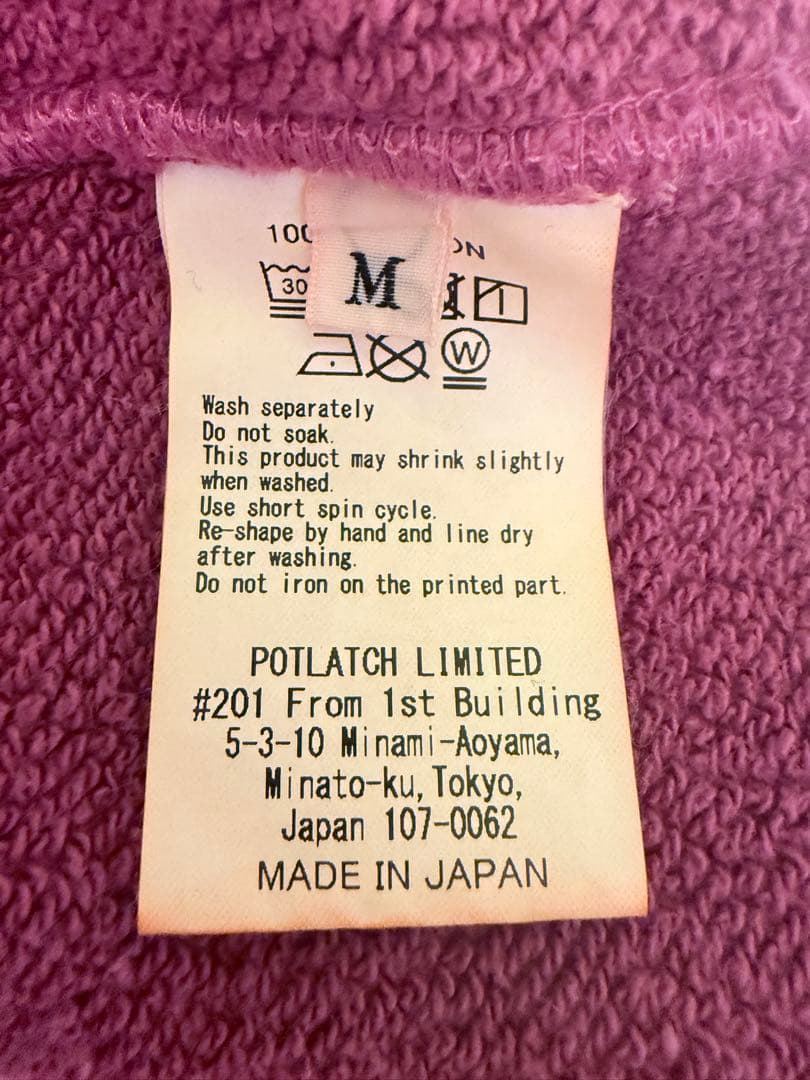 100
M
30
W
Wash separately
Do not soak.
This product may shrink slightly
when washed.
Use short spin cycle.
Re-shape by hand and line dry
after washing.
Do not iron on the printed part.
POTLATCH LIMITED
#201 From 1st Building
5-3-10 Minami-Aoyama,
Minato-ku, Tokyo,
Japan 107-0062
MADE IN JAPAN